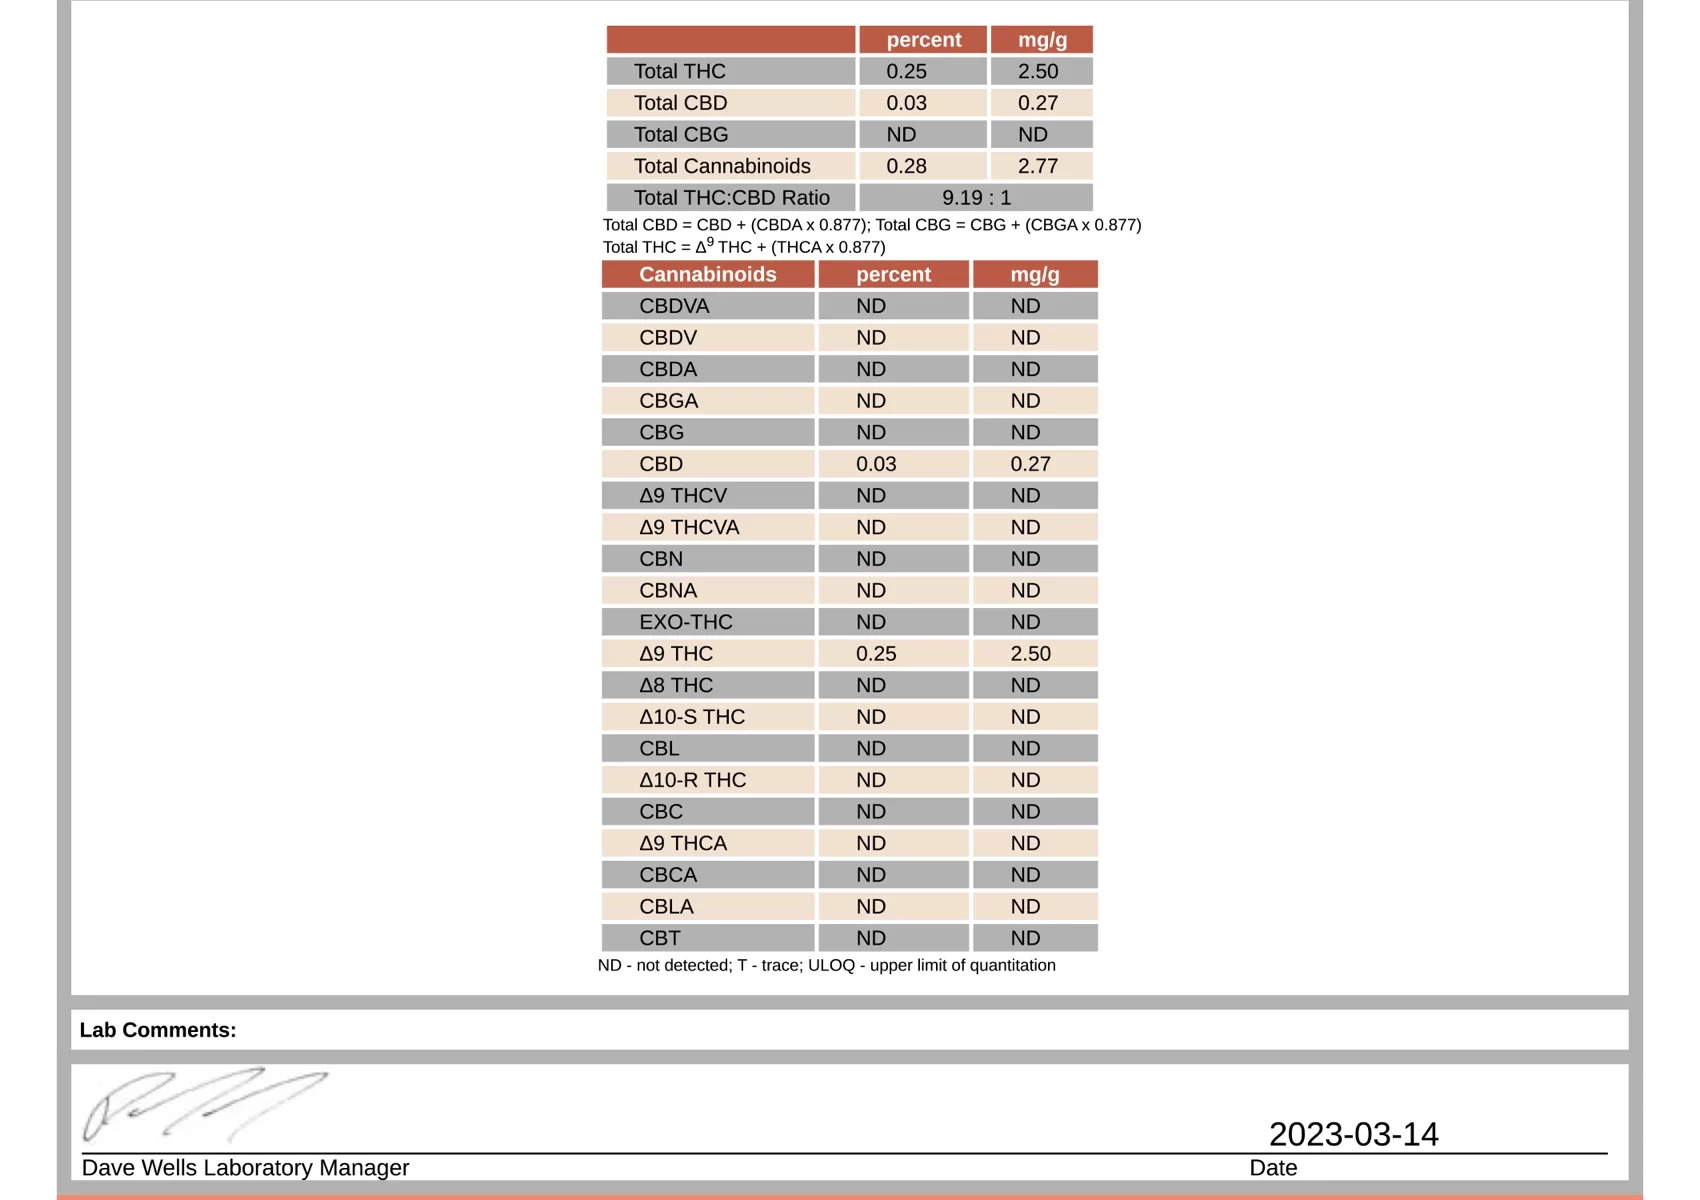 percent mg/g
Total THC 0.25 2.50
Total CBD 0.03 0.27
Total CBG ND ND
Total Cannabinoids 0.28 2.77
Total THC:CBD Ratio 9.19 : 1
Total CBD = CBD + (CBDA x 0.877); Total CBG = CBG + (CBGA x 0.877)
Total THC = Δ⁹ THC + (THCA x 0.877)
Cannabinoids percent mg/g
CBDVA ND ND
CBDV ND ND
CBDA ND ND
CBGA ND ND
CBG ND ND
CBD 0.03 0.27
Δ9 THCV ND ND
Δ9 THCVA ND ND
CBN ND ND
CBNA ND ND
EXO-THC ND ND
Δ9 THC 0.25 2.50
Δ8 THC ND ND
Δ10-S THC ND ND
CBL ND ND
Δ10-R THC ND ND
CBC ND ND
Δ9 THCA ND ND
CBCA ND ND
CBLA ND ND
CBT ND ND
ND - not detected; T - trace; ULOQ - upper limit of quantitation
Lab Comments:
2023-03-14
Dave Wells Laboratory Manager Date